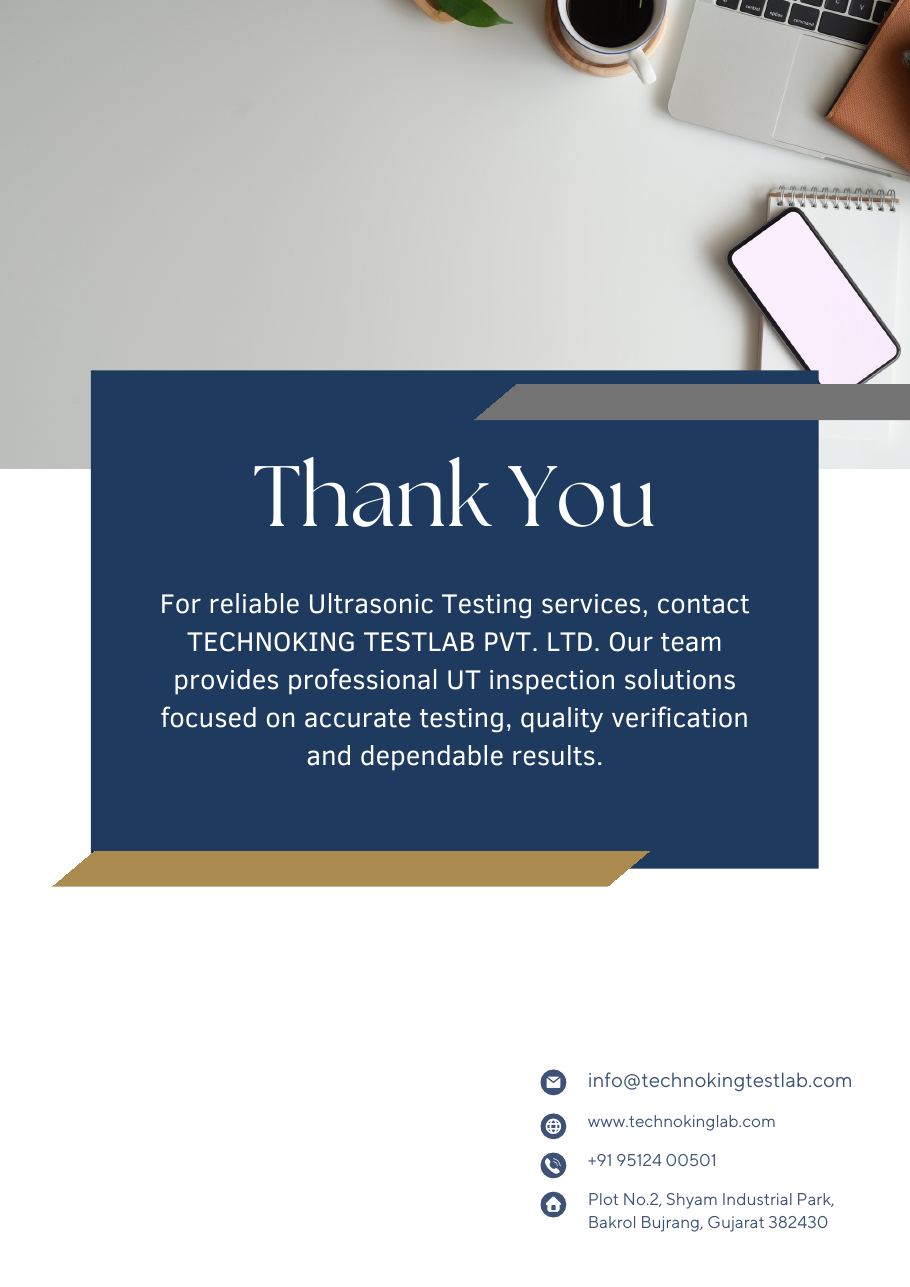 Thank You
For reliable Ultrasonic Testing services, contact
TECHNOKING TESTLAB PVT. LTD. Our team
provides professional UT inspection solutions
focused on accurate testing, quality verification
and dependable results.
info@technokingtestlab.com
www.technokinglab.com
+91 95124 00501
Plot No.2, Shyam Industrial Park,
Bakrol Bujrang, Gujarat 382430